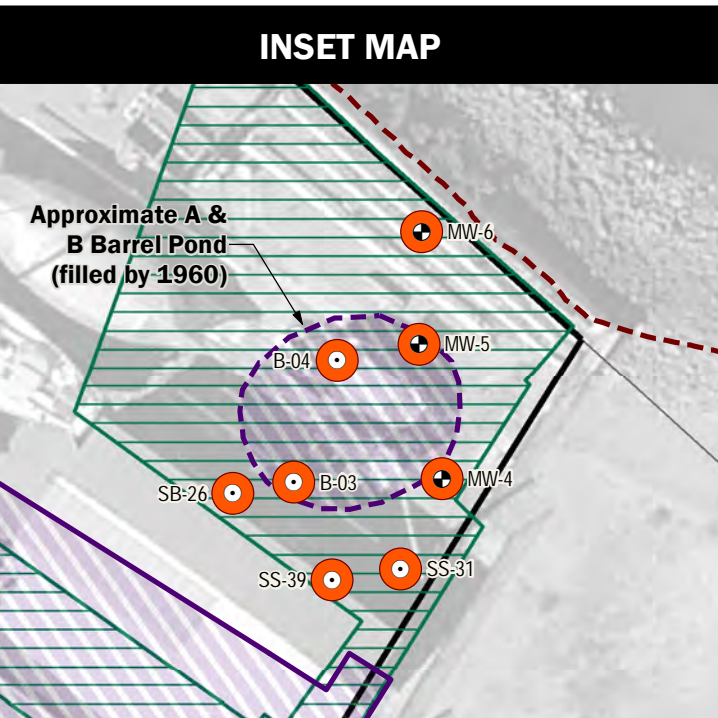 INSET MAP
Approximate A &
B Barrel Pond
(filled by 1960)
MW-6
MW-5
B-04
B-03
MW-4
SB-26
SS-31
SS-39